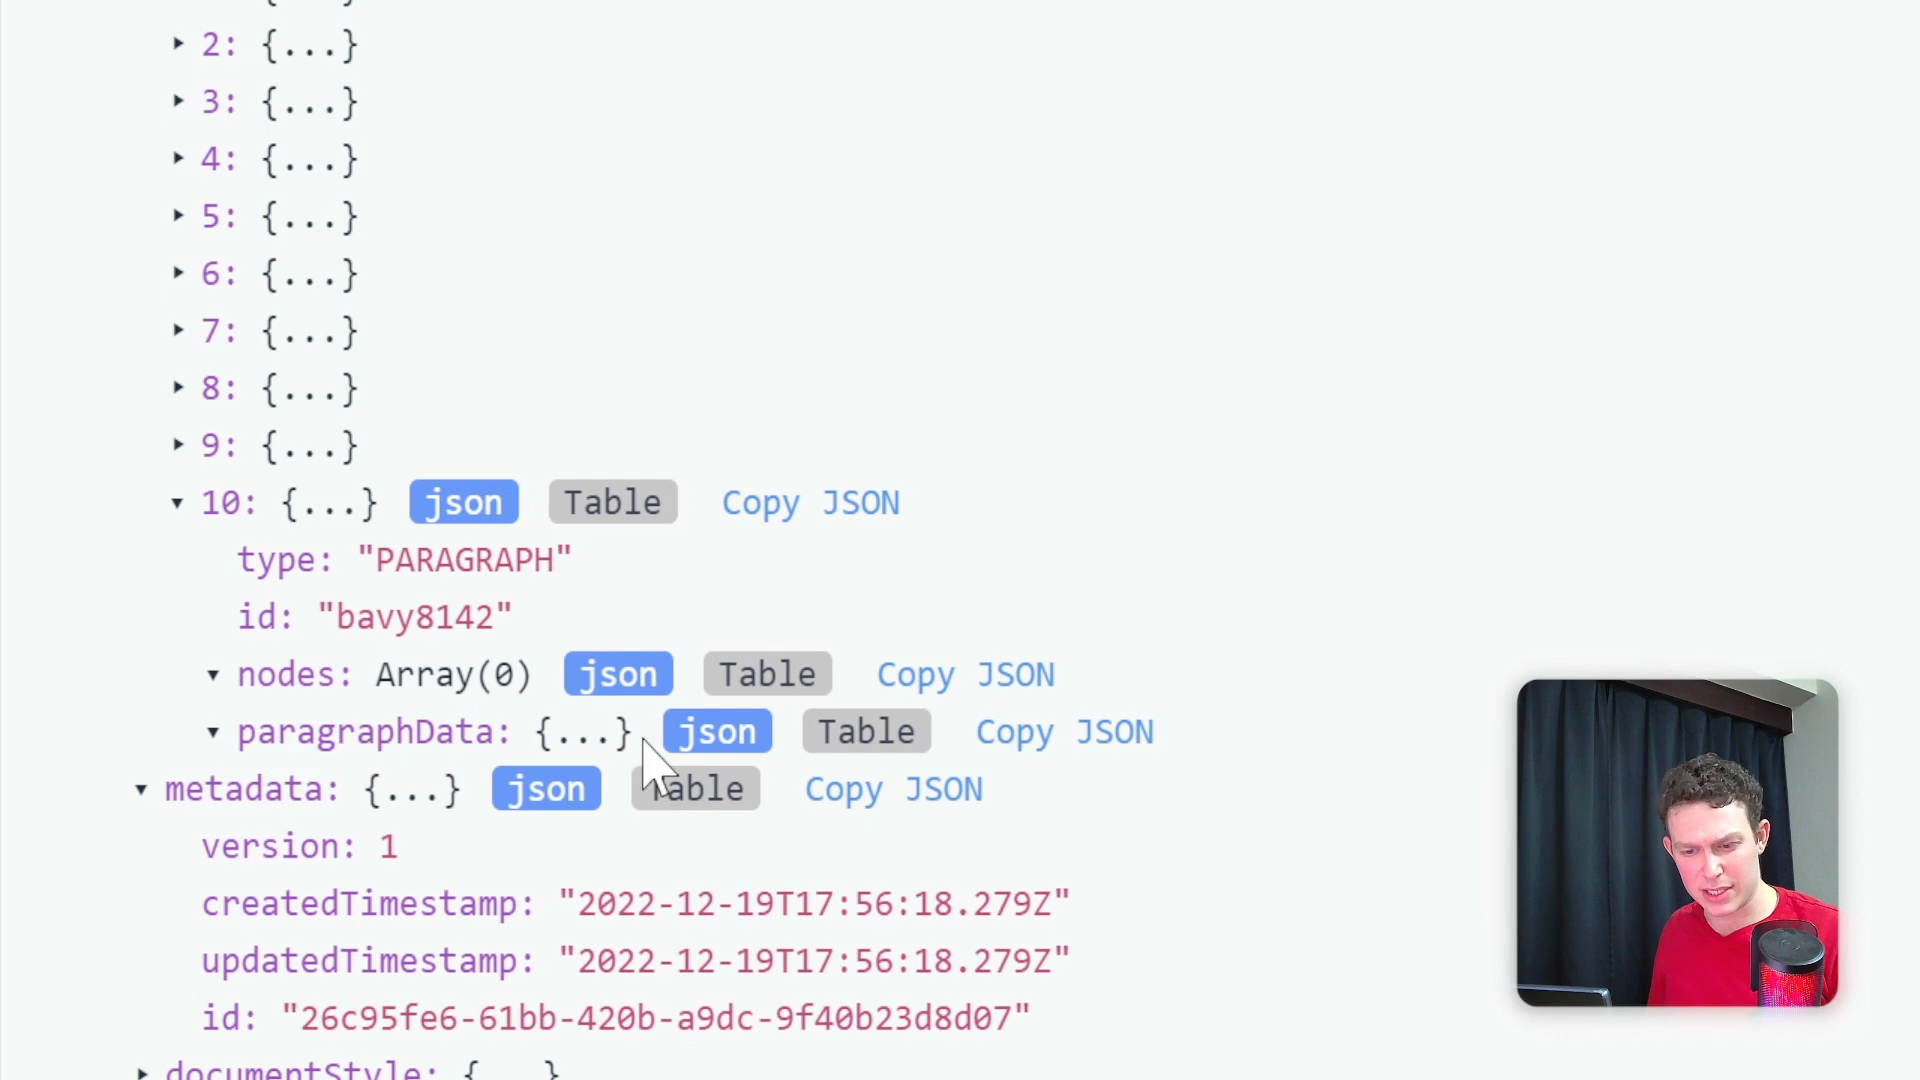 2: {...}
3: {...}
4: {...}
5: {...}
6: {...}
7: {...}
8: {...}
9: {...}
10: {...} json Table Copy JSON
type: "PARAGRAPH"
id: "bavy8142"
nodes: Array(0) json Table Copy JSON
paragraphData: {...} json Table Copy JSON
metadata: {...} json Table Copy JSON
version: 1
createdTimestamp: "2022-12-19T17:56:18.279Z"
updatedTimestamp: "2022-12-19T17:56:18.279Z"
id: "26c95fe6-61bb-420b-a9dc-9f40b23d8d07"
documentStyle: {...}